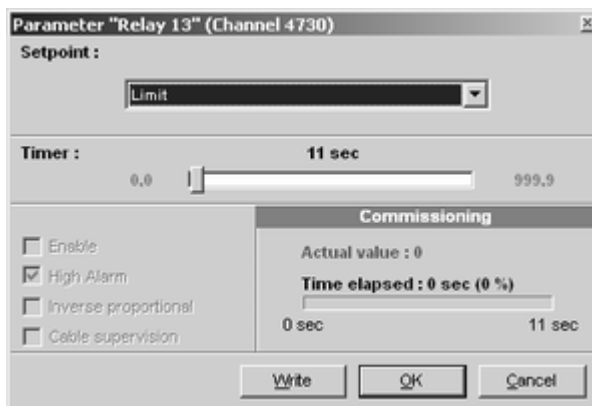 Parameter "Relay 13" (Channel 4730)
Setpoint :
Limit
Timer : 11 sec
0.0 999.9
Commissioning
Enable
Actual value : 0
High Alarm
Time elapsed : 0 sec (0 %)
Inverse proportional
0 sec 11 sec
Cable supervision
Write OK Cancel